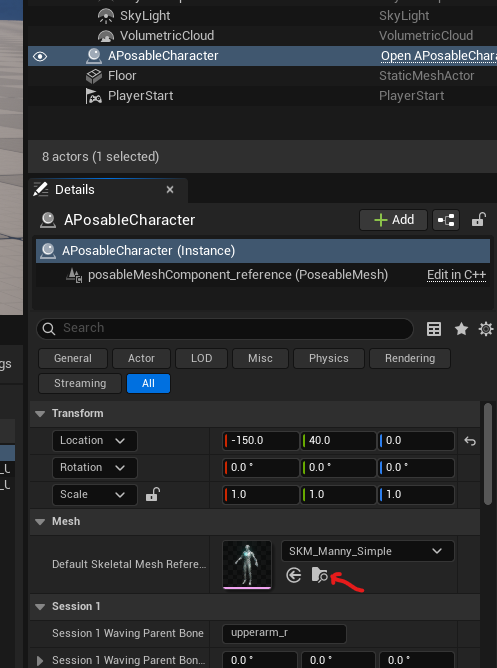 SkyLight SkyLight
VolumetricCloud VolumetricCloud
APosableCharacter Open APosableChara
Floor StaticMeshActor
PlayerStart PlayerStart
8 actors (1 selected)
Details
APosableCharacter Add
APosableCharacter (Instance)
posableMeshComponent_reference (PoseableMesh) Edit in C++
Search
gs
General Actor LOD Misc Physics Rendering
Streaming All
Transform
Location -150.0 40.0 0.0
_L
Rotation 0.0 ° 0.0 ° 0.0 °
_L
Scale 1.0 1.0 1.0
Mesh
SKM_Manny_Simple
Default Skeletal Mesh Refere...
Session 1
Session 1 Waving Parent Bone upperarm_r
Session 1 Waving Parent Bon... 0.0 ° 0.0 ° 0.0 °